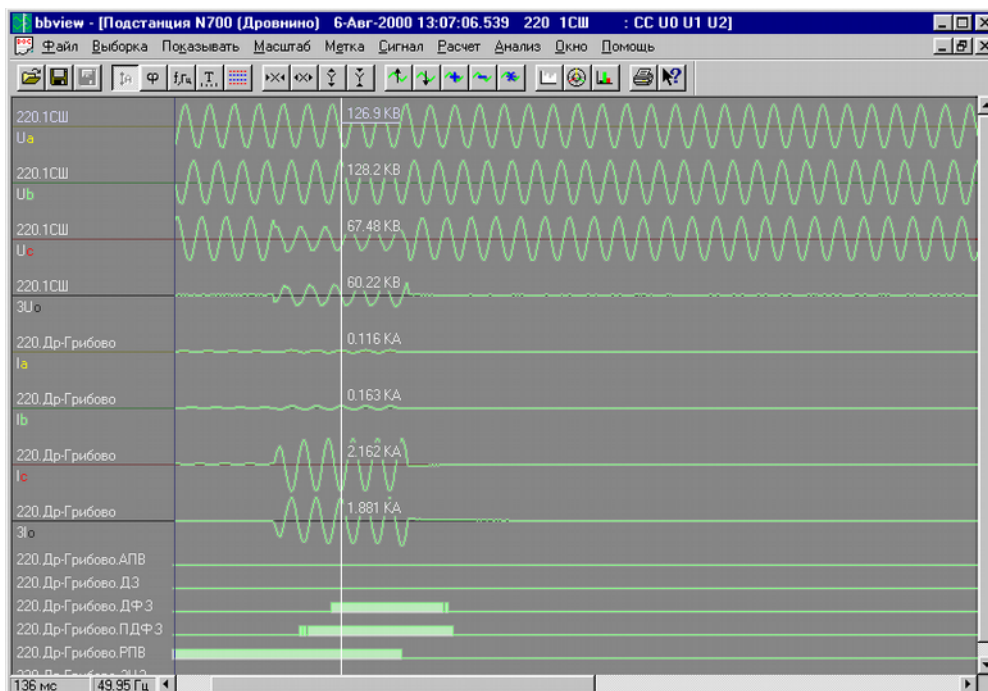 bbview - [Подстанция N700 (Дровнино) 6-Авг-2000 13:07:06.539 220 1СШ : CC U0 U1 U2]
Файл Выборка Показывать Масштаб Метка Сигнал Расчет Анализ Окно Помощь
220.1СШ
Ua
126.9 КВ
220.1СШ
Ub
128.2 КВ
220.1СШ
Uc
67.48 КВ
220.1СШ
3Uo
60.22 КВ
220.Др-Грибово
Ia
0.116 КА
220.Др-Грибово
Ib
0.163 КА
220.Др-Грибово
Ic
2.162 КА
220.Др-Грибово
3Io
1.881 КА
220.Др-Грибово.АПВ
220.Др-Грибово.ДЗ
220.Др-Грибово.ДФЗ
220.Др-Грибово.ПДФЗ
220.Др-Грибово.РПВ
136 мс 49.95 Гц